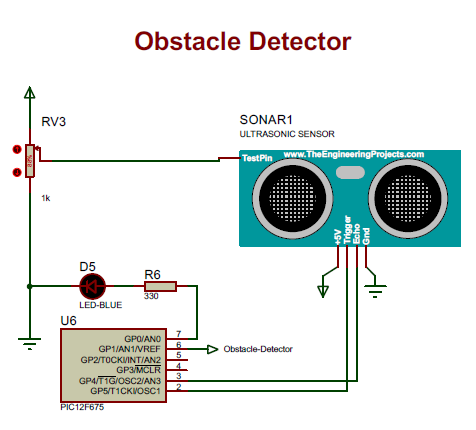 Obstacle Detector
RV3
88%
1k
SONAR1
ULTRASONIC SENSOR
TestPin
www.TheEngineeringProjects.com
+5V
Trigger
Echo
Gnd
D5
LED-BLUE
R6
330
U6
GP0/AN0 7
GP1/AN1/VREF 6
GP2/T0CKI/INT/AN2 5
GP3/MCLR 4
GP4/T1G/OSC2/AN3 3
GP5/T1CKI/OSC1 2
PIC12F675
Obstacle-Detector